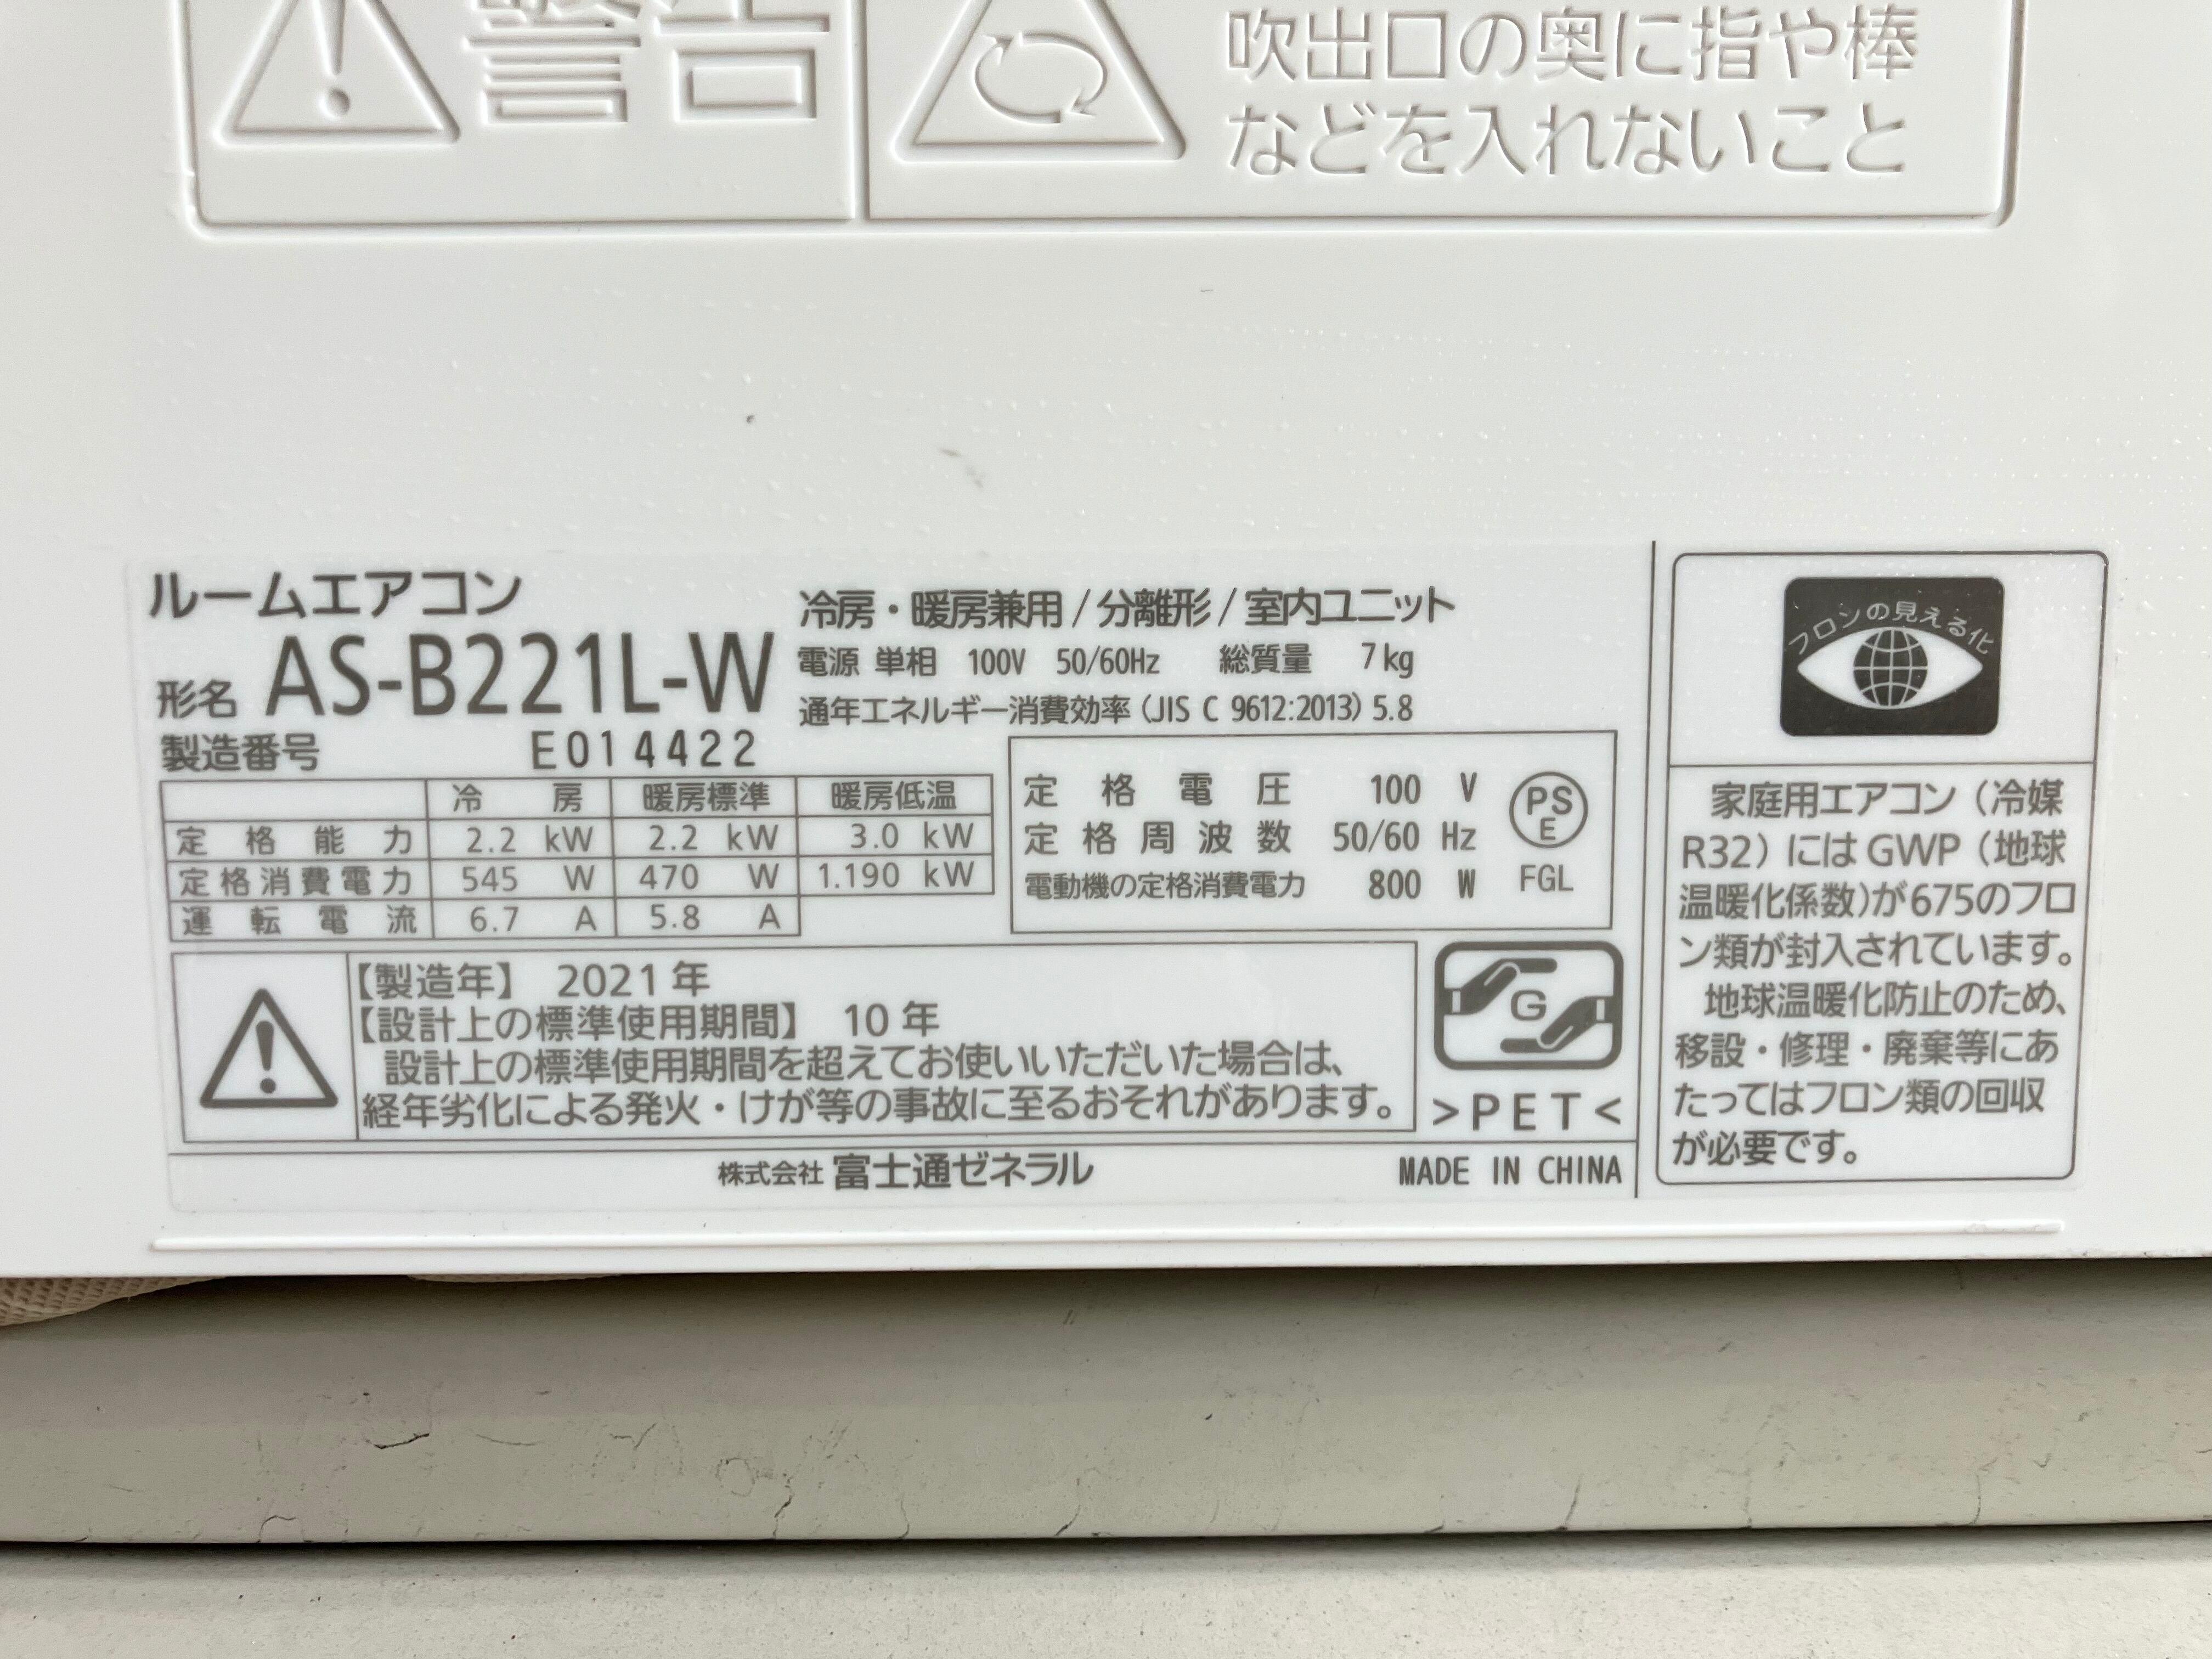 警告
吹出口の奥に指や棒
などを入れないこと
ルームエアコン
形名 AS-B221L-W
製造番号 E014422
冷房・暖房兼用/分離形/室内ユニット
電源 単相 100V 50/60Hz 総質量 7kg
通年エネルギー消費効率(JIS C 9612:2013) 5.8
冷房 暖房標準 暖房低温
定格能力 2.2 kW 2.2 kW 3.0 kW
定格消費電力 545 W 470 W 1.190 kW
運転電流 6.7 A 5.8 A
定格電圧 100 V
定格周波数 50/60 Hz
電動機の定格消費電力 800 W
PS
E
FGL
【製造年】 2021年
【設計上の標準使用期間】 10年
設計上の標準使用期間を超えてお使いいただいた場合は、
経年劣化による発火・けが等の事故に至るおそれがあります。
G
>PET<
株式会社 富士通ゼネラル
MADE IN CHINA
フロンの見える化
家庭用エアコン(冷媒
R32)にはGWP(地球
温暖化係数)が675のフロ
ン類が封入されています。
地球温暖化防止のため、
移設・修理・廃棄等にあ
たってはフロン類の回収
が必要です。